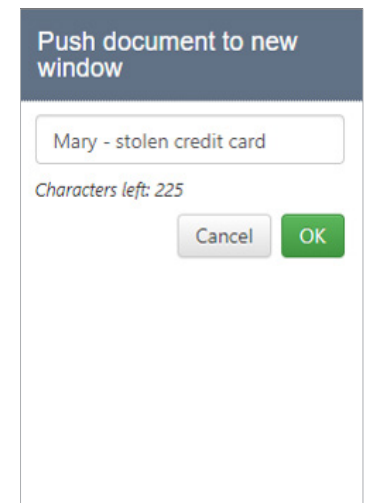 Push document to new
window
Mary - stolen credit card
Characters left: 225
Cancel OK